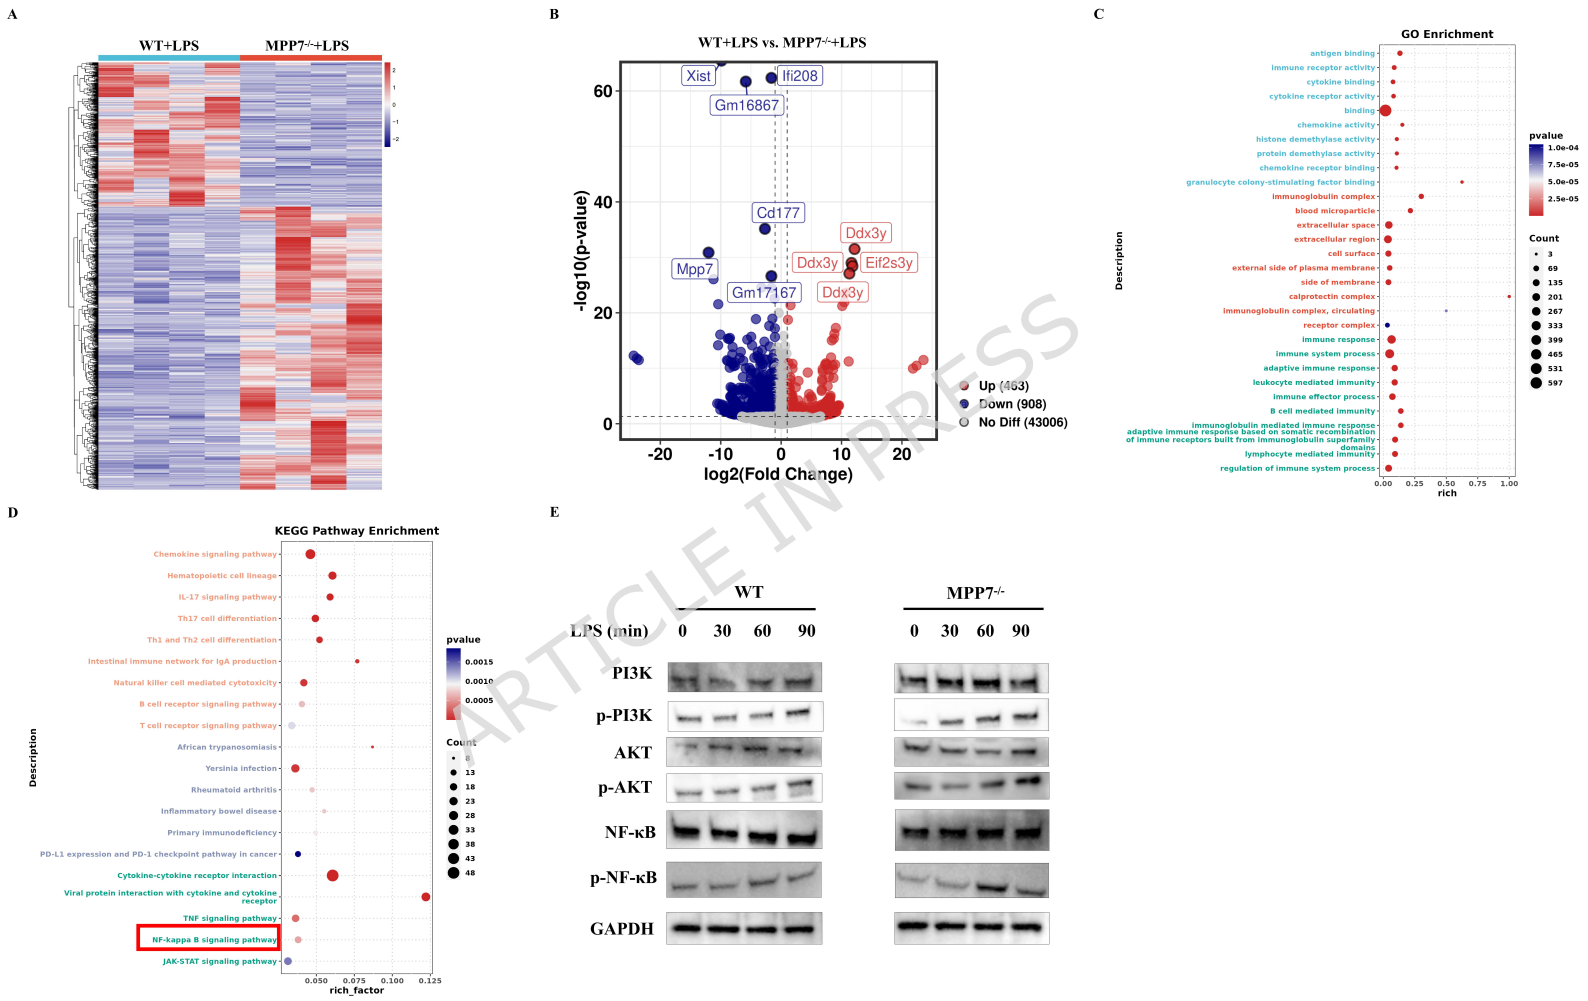 A
WT+LPS
MPP7-/-+LPS
2
1
0
−1
−2
B
WT+LPS vs. MPP7-/-+LPS
Xist
Ifi208
Gm16867
Cd177
Mpp7
Gm17167
Ddx3y
Ddx3y
Eif2s3y
Ddx3y
60
40
20
0
-log10(p-value)
-20
-10
0
10
20
log2(Fold Change)
Up (463)
Down (908)
No Diff (43006)
C
GO Enrichment
Description
antigen binding
immune receptor activity
cytokine binding
cytokine receptor activity
binding
chemokine activity
histone demethylase activity
protein demethylase activity
chemokine receptor binding
granulocyte colony-stimulating factor binding
immunoglobulin complex
blood microparticle
extracellular space
extracellular region
cell surface
external side of plasma membrane
side of membrane
calprotectin complex
immunoglobulin complex, circulating
receptor complex
immune response
immune system process
adaptive immune response
leukocyte mediated immunity
immune effector process
B cell mediated immunity
immunoglobulin mediated immune response
adaptive immune response based on somatic recombination
of immune receptors built from immunoglobulin superfamily
domains
lymphocyte mediated immunity
regulation of immune system process
0.00
0.25
0.50
0.75
1.00
rich
pvalue
1.0e-04
7.5e-05
5.0e-05
2.5e-05
Count
3
69
135
201
267
333
399
465
531
597
D
KEGG Pathway Enrichment
Description
Chemokine signaling pathway
Hematopoietic cell lineage
IL-17 signaling pathway
Th17 cell differentiation
Th1 and Th2 cell differentiation
Intestinal immune network for IgA production
Natural killer cell mediated cytotoxicity
B cell receptor signaling pathway
T cell receptor signaling pathway
African trypanosomiasis
Yersinia infection
Rheumatoid arthritis
Inflammatory bowel disease
Primary immunodeficiency
PD-L1 expression and PD-1 checkpoint pathway in cancer
Cytokine-cytokine receptor interaction
Viral protein interaction with cytokine and cytokine
receptor
TNF signaling pathway
NF-kappa B signaling pathway
JAK-STAT signaling pathway
0.050
0.075
0.100
0.125
rich_factor
pvalue
0.0015
0.0010
0.0005
Count
8
13
18
23
28
33
38
43
48
E
WT
MPP7-/-
LPS (min)
0 30 60 90
0 30 60 90
PI3K
p-PI3K
AKT
p-AKT
NF-κB
p-NF-κB
GAPDH
ARTICLE IN PRESS